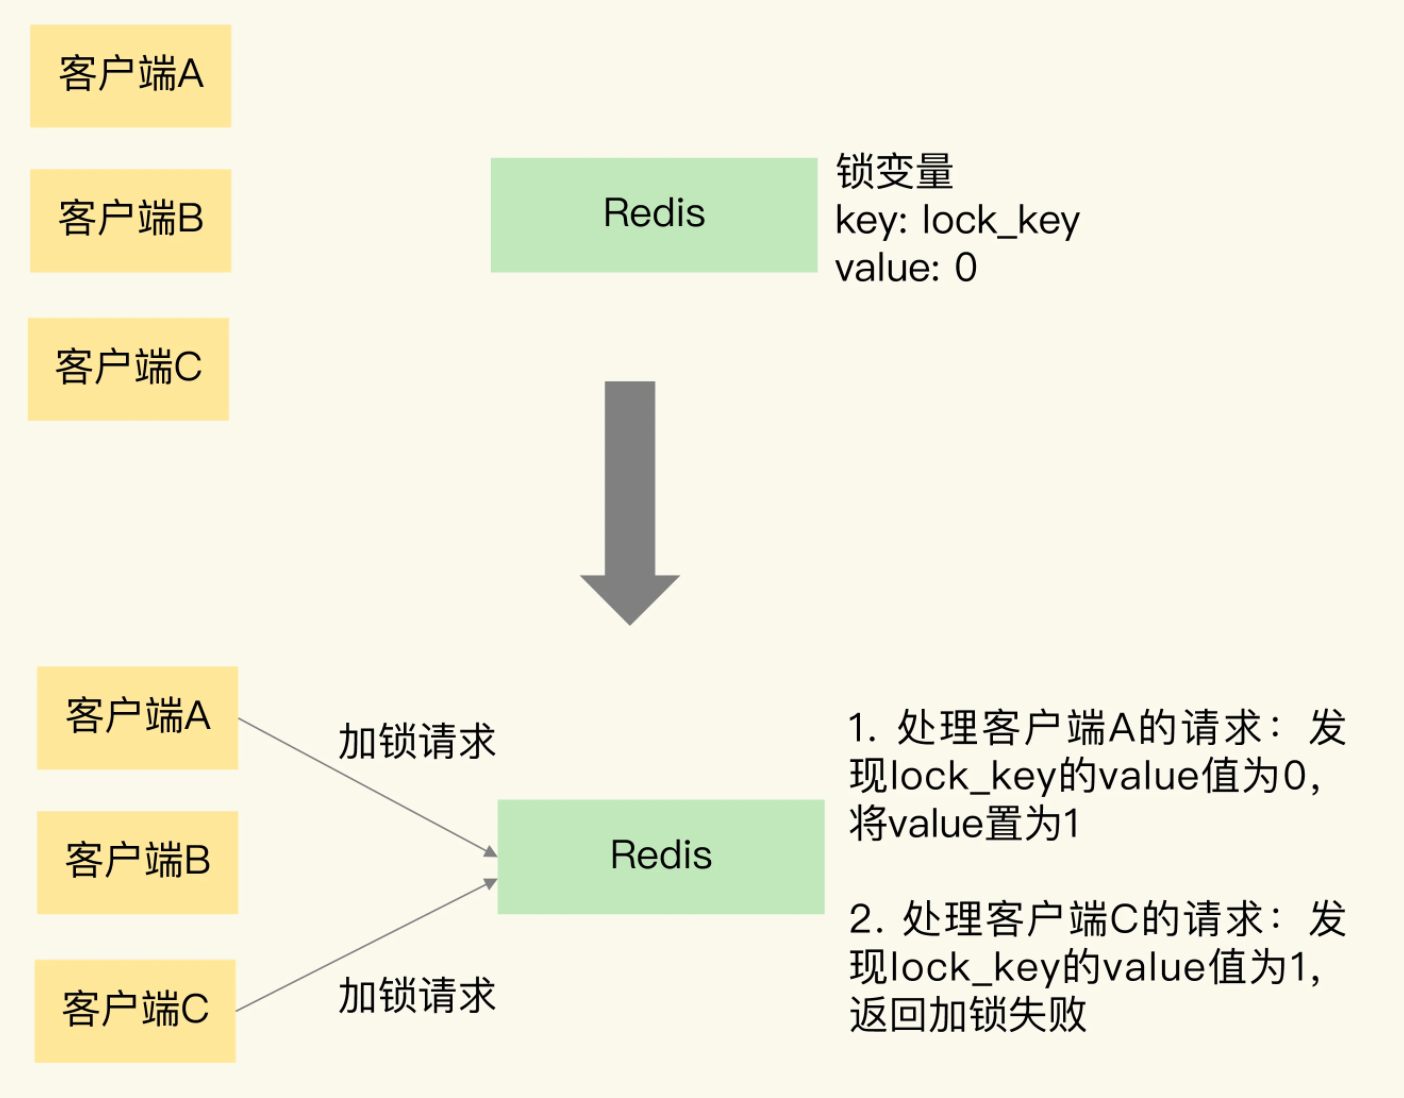 客户端A
客户端B
客户端C
Redis
锁变量
key: lock_key
value: 0
客户端A
客户端B
客户端C
加锁请求
加锁请求
Redis
1. 处理客户端A的请求：发
现lock_key的value值为0，
将value置为1
2. 处理客户端C的请求：发
现lock_key的value值为1，
返回加锁失败